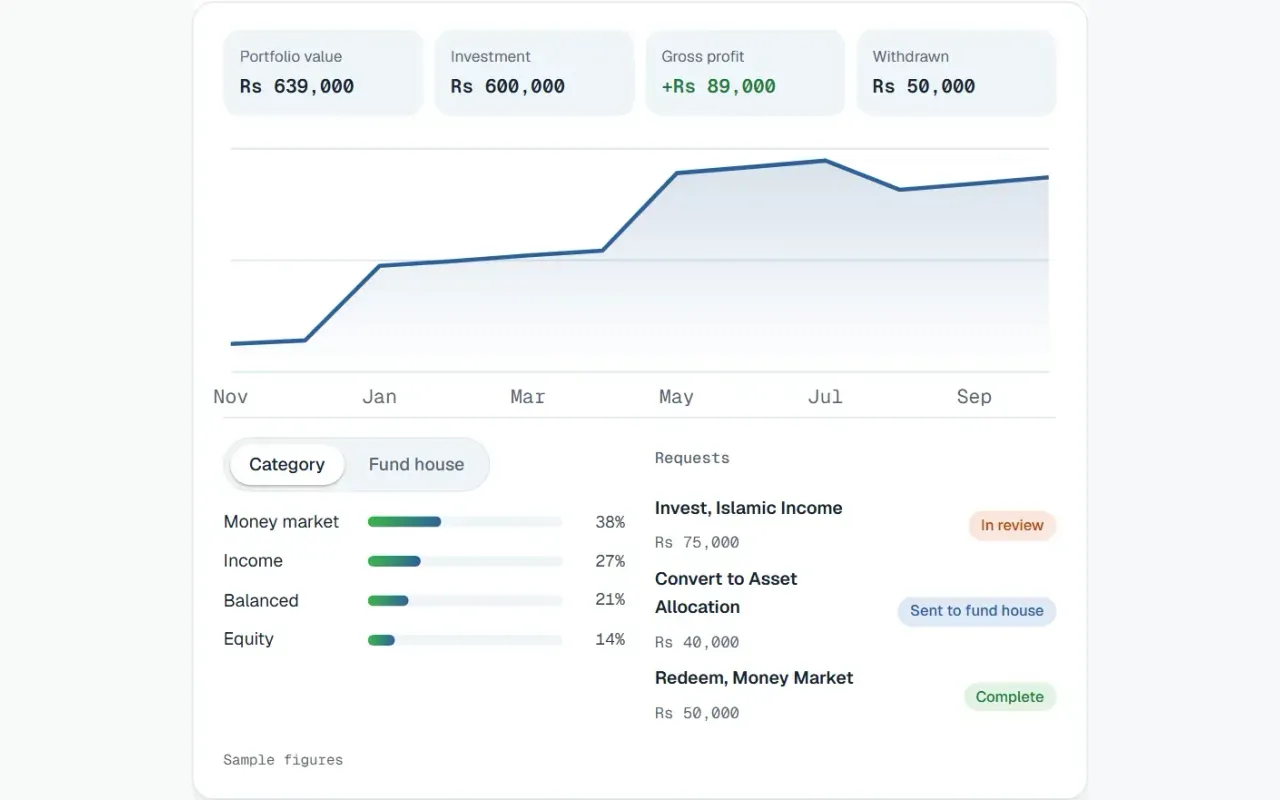 Portfolio value
Rs 639,000
Investment
Rs 600,000
Gross profit
+Rs 89,000
Withdrawn
Rs 50,000
Nov Jan Mar May Jul Sep
Category Fund house
Money market 38%
Income 27%
Balanced 21%
Equity 14%
Requests
Invest, Islamic Income
Rs 75,000
In review
Convert to Asset
Allocation
Rs 40,000
Sent to fund house
Redeem, Money Market
Rs 50,000
Complete
Sample figures